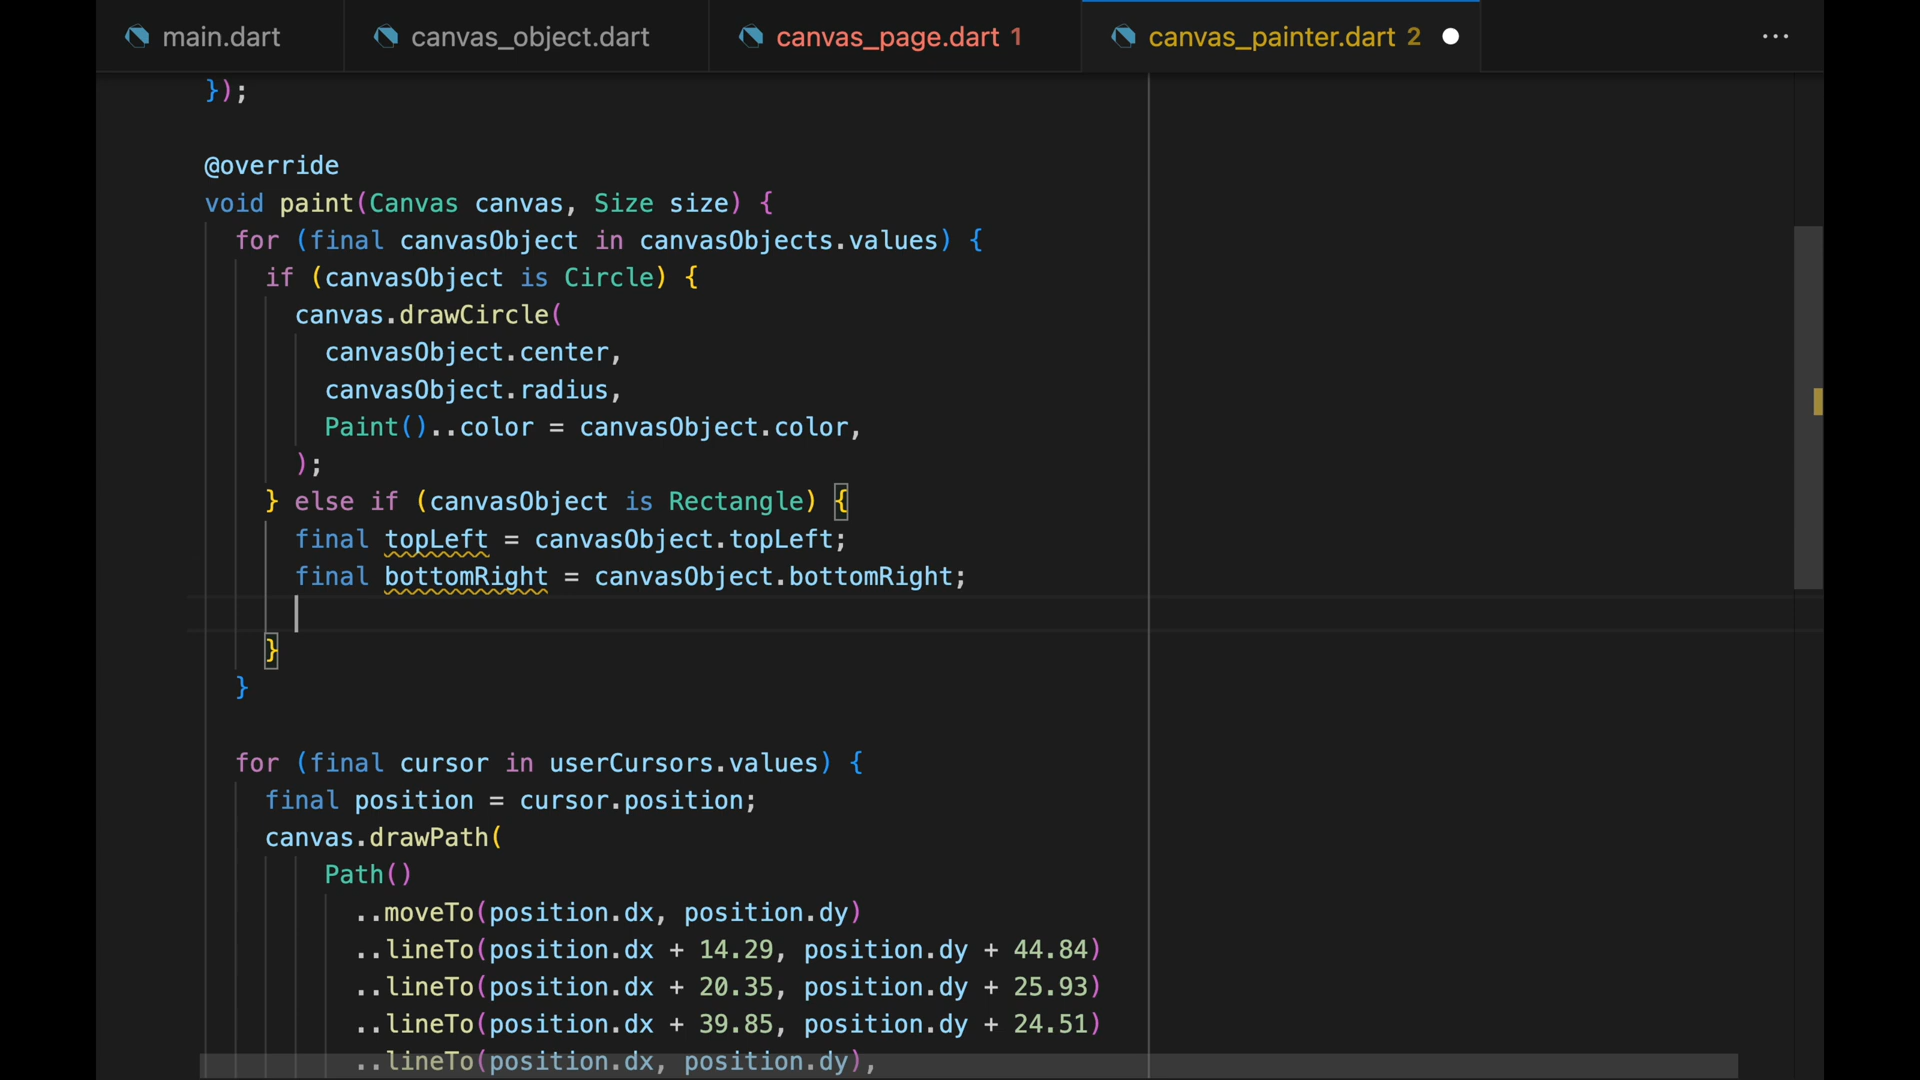 main.dart
canvas_object.dart
canvas_page.dart 1
canvas_painter.dart 2
});
@override
void paint(Canvas canvas, Size size) {
for (final canvasObject in canvasObjects.values) {
if (canvasObject is Circle) {
canvas.drawCircle(
canvasObject.center,
canvasObject.radius,
Paint()..color = canvasObject.color,
);
} else if (canvasObject is Rectangle) {
final topLeft = canvasObject.topLeft;
final bottomRight = canvasObject.bottomRight;
}
}
for (final cursor in userCursors.values) {
final position = cursor.position;
canvas.drawPath(
Path()
..moveTo(position.dx, position.dy)
..lineTo(position.dx + 14.29, position.dy + 44.84)
..lineTo(position.dx + 20.35, position.dy + 25.93)
..lineTo(position.dx + 39.85, position.dy + 24.51)
..lineTo(position.dx, position.dy),